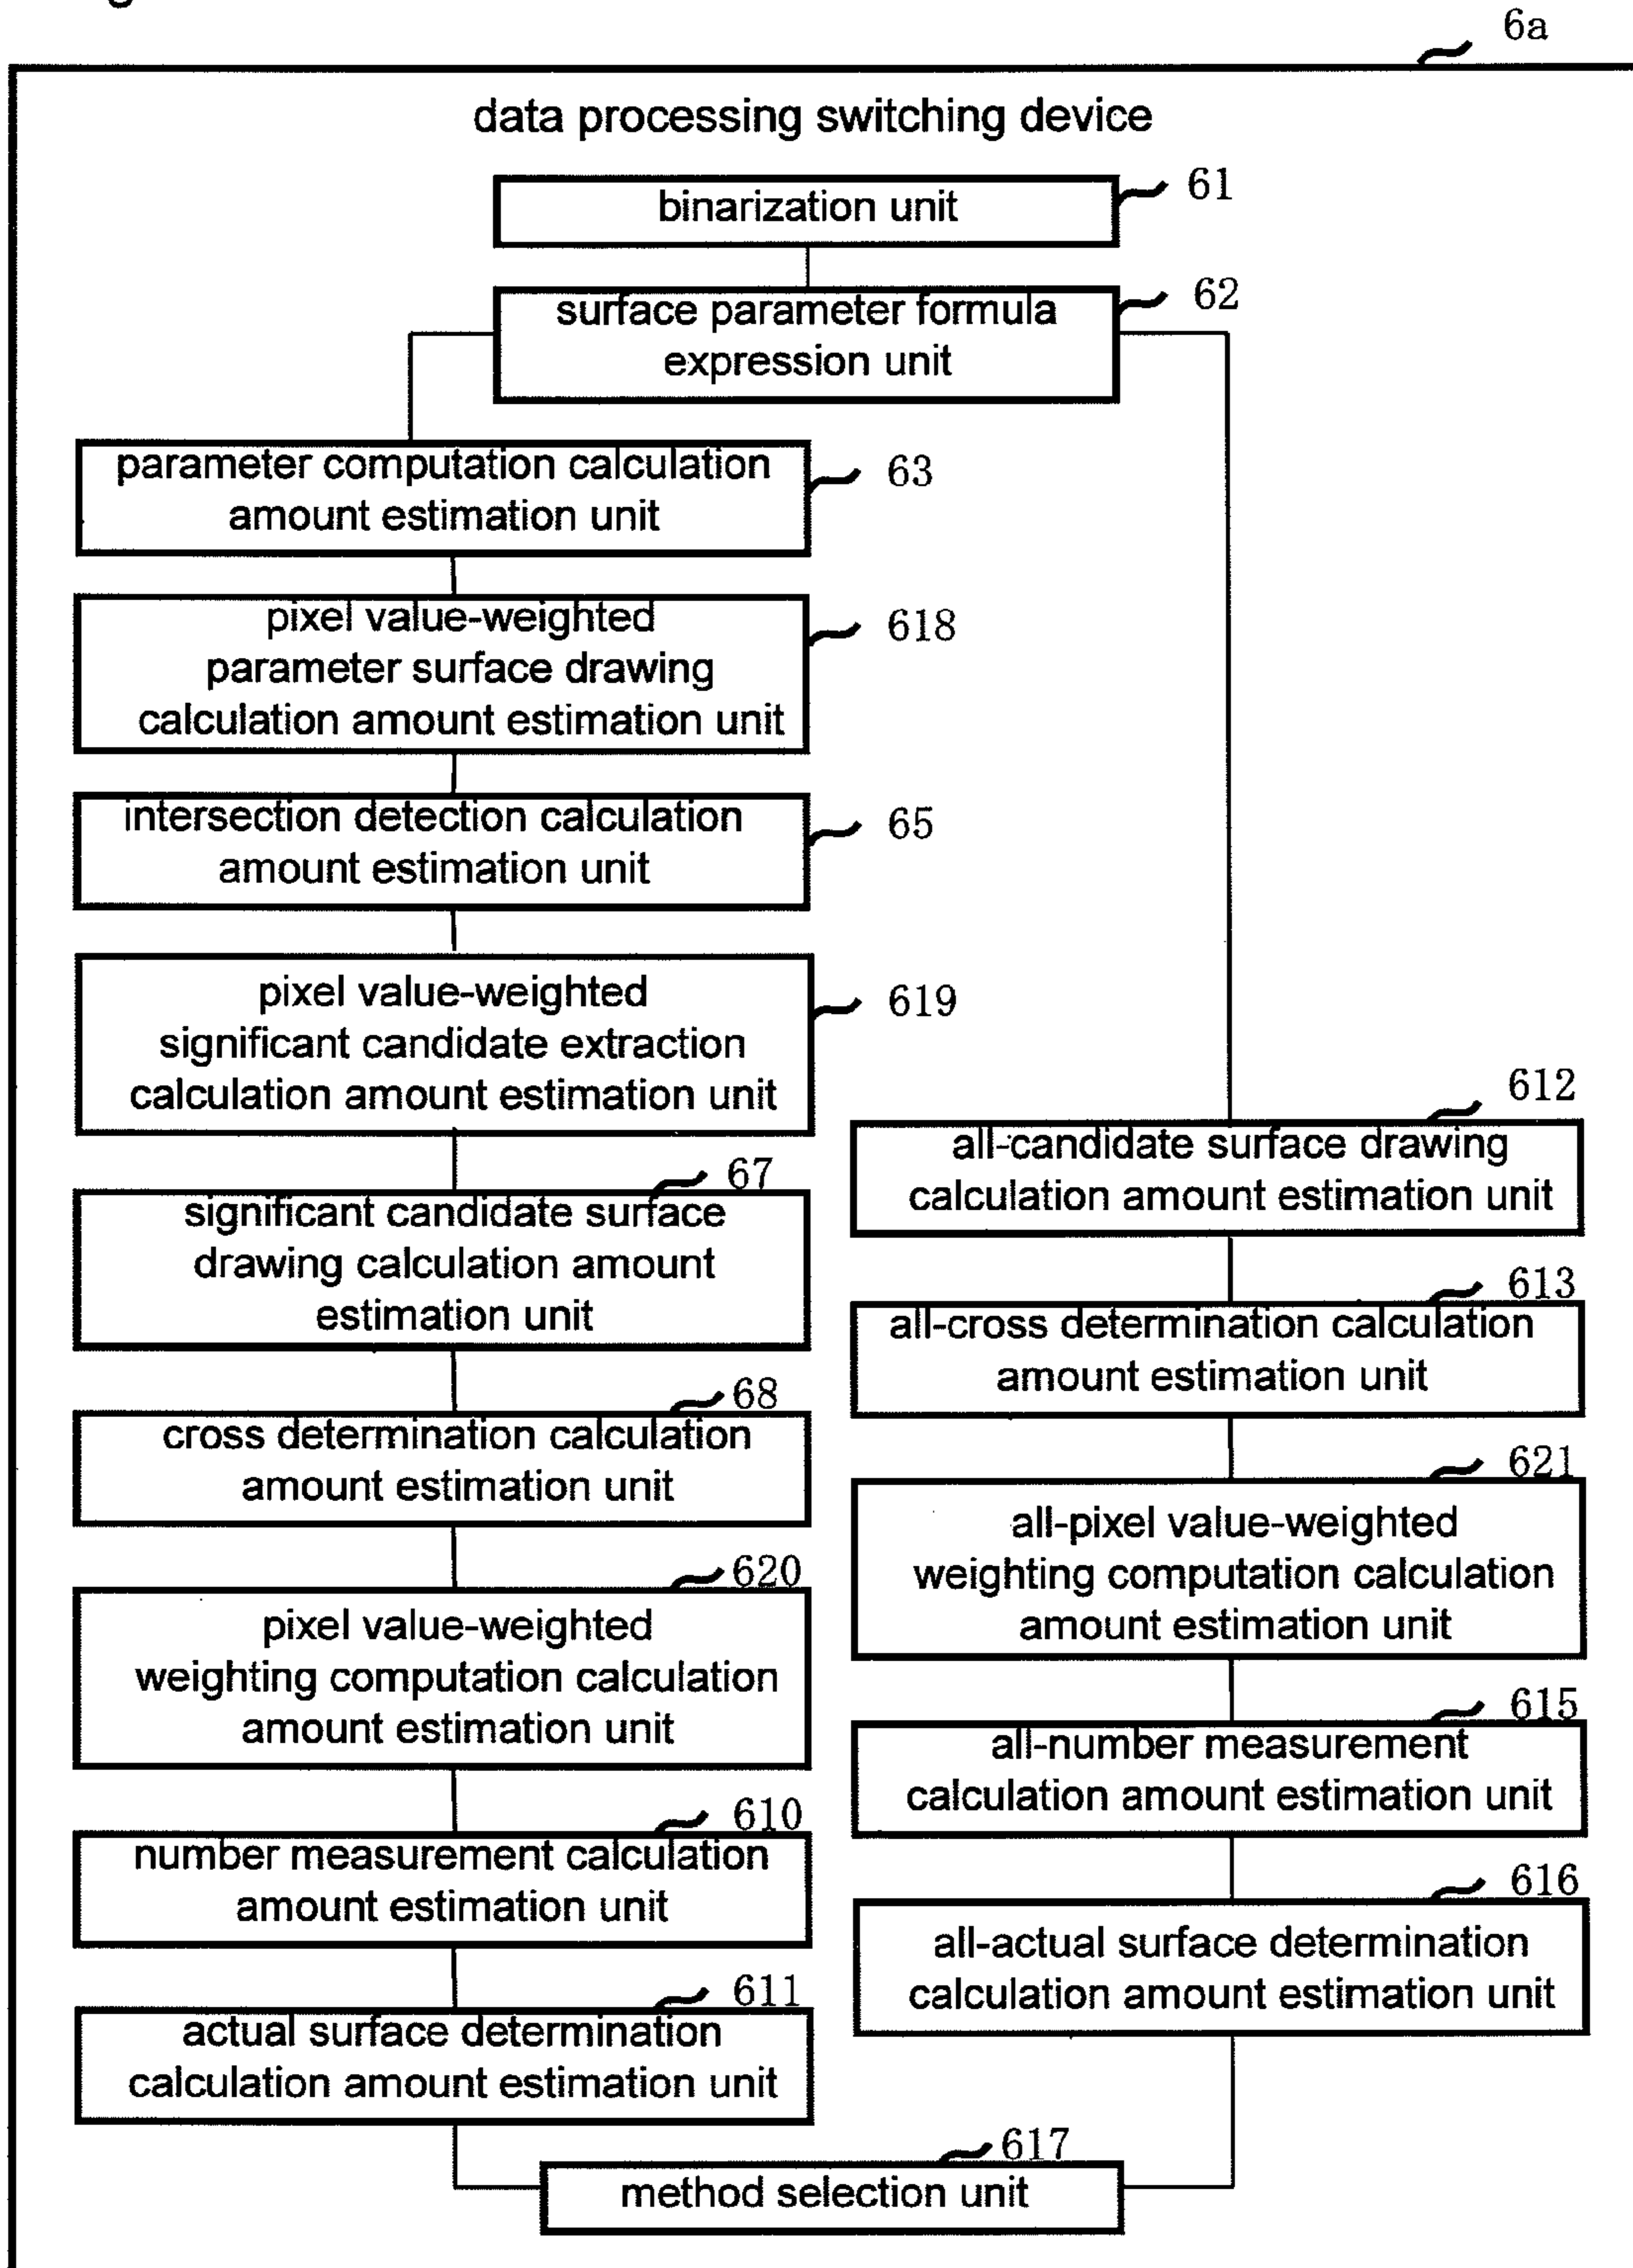 6a
data processing switching device
binarization unit
61
surface parameter formula
expression unit
62
parameter computation calculation
amount estimation unit
63
pixel value-weighted
parameter surface drawing
calculation amount estimation unit
618
intersection detection calculation
amount estimation unit
65
pixel value-weighted
significant candidate extraction
calculation amount estimation unit
619
67
significant candidate surface
drawing calculation amount
estimation unit
68
cross determination calculation
amount estimation unit
620
pixel value-weighted
weighting computation calculation
amount estimation unit
610
number measurement calculation
amount estimation unit
611
actual surface determination
calculation amount estimation unit
612
all-candidate surface drawing
calculation amount estimation unit
613
all-cross determination calculation
amount estimation unit
621
all-pixel value-weighted
weighting computation calculation
amount estimation unit
615
all-number measurement
calculation amount estimation unit
616
all-actual surface determination
calculation amount estimation unit
617
method selection unit